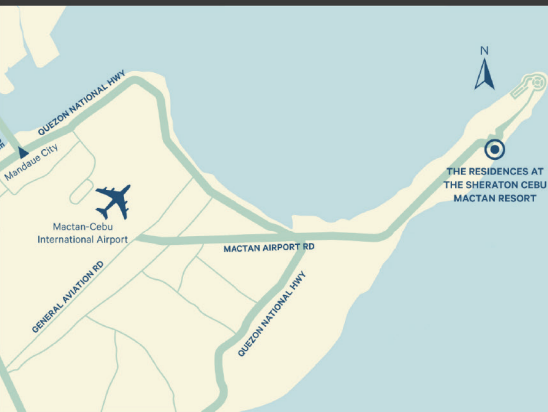 N
QUEZON NATIONAL HWY
Mandaue City
THE RESIDENCES AT
THE SHERATON CEBU
MACTAN RESORT
Mactan-Cebu
International Airport
MACTAN AIRPORT RD
GENERAL AVIATION RD
QUEZON NATIONAL HWY